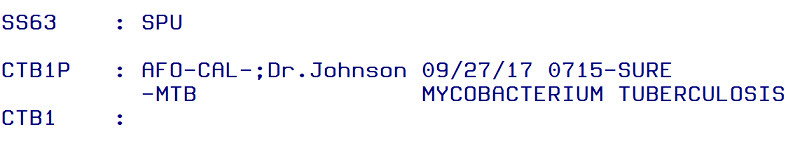 SS63 : SPU
CTB1P : AFO-CAL-;Dr.Johnson 09/27/17 0715-SURE
-MTB MYCOBACTERIUM TUBERCULOSIS
CTB1 :